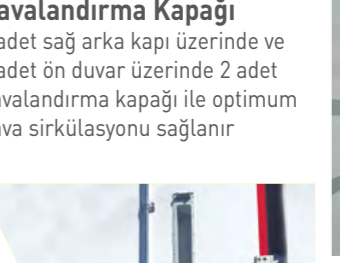 avalandırma Kapağı
adet sağ arka kapı üzerinde ve
adet ön duvar üzerinde 2 adet
avalandırma kapağı ile optimum
ava sirkülasyonu sağlanır